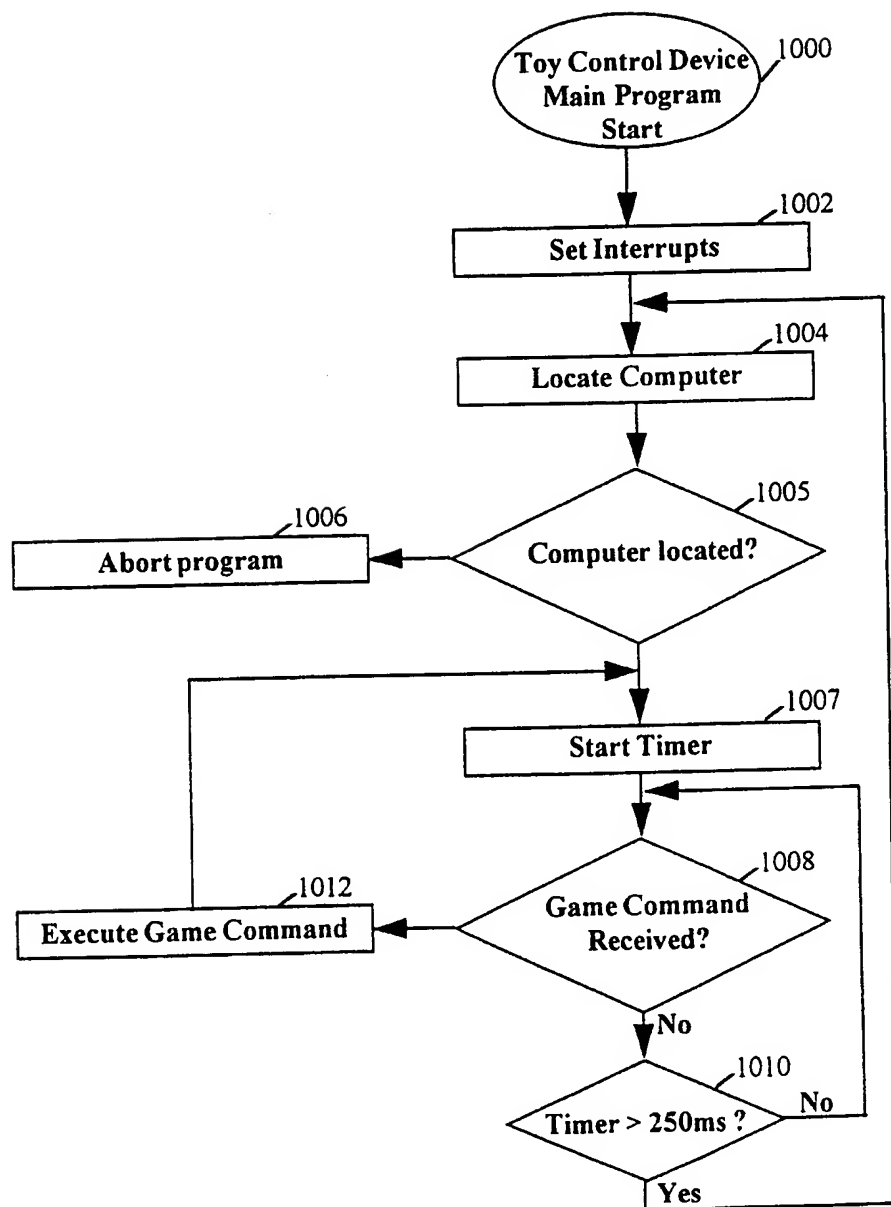 Toy Control Device
Main Program
Start
1000
1002
Set Interrupts
1004
Locate Computer
1005
Computer located?
1006
Abort program
1007
Start Timer
1008
Game Command
Received?
1012
Execute Game Command
No
1010
Timer > 250ms ?
No
Yes